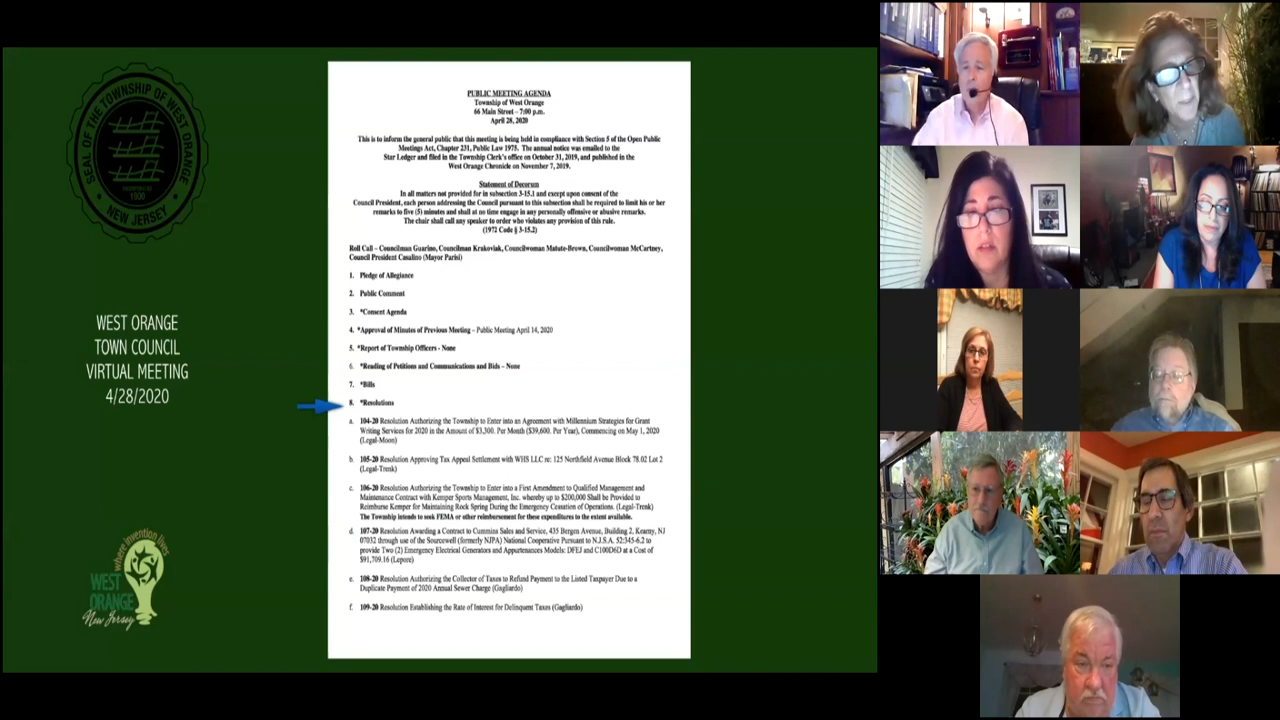 SEAL OF TOWNSHIP OF WEST ORANGE
INCORPORATED
1900
NEW JERSEY
WEST ORANGE
TOWN COUNCIL
VIRTUAL MEETING
4/28/2020
where invention lives
WEST
ORANGE
New Jersey
PUBLIC MEETING AGENDA
Township of West Orange
66 Main Street – 7:00 p.m.
April 28, 2020
This is to inform the general public that this meeting is being held in compliance with Section 5 of the Open Public
Meetings Act, Chapter 231, Public Law 1975. The annual notice was emailed to the
Star Ledger and filed in the Township Clerk's office on October 31, 2019, and published in the
West Orange Chronicle on November 7, 2019.
Statement of Decorum
In all matters not provided for in subsection 3-15.1 and except upon consent of the
Council President, each person addressing the Council pursuant to this subsection shall be required to limit his or her
remarks to five (5) minutes and shall at no time engage in any personally offensive or abusive remarks.
The chair shall call any speaker to order who violates any provision of this rule.
(1972 Code § 3-15.2)
Roll Call – Councilman Guarino, Councilman Krakoviak, Councilwoman Matute-Brown, Councilwoman McCartney,
Council President Casalino (Mayor Parisi)
1. Pledge of Allegiance
2. Public Comment
3. *Consent Agenda
4. *Approval of Minutes of Previous Meeting – Public Meeting April 14, 2020
5. *Report of Township Officers - None
6. *Reading of Petitions and Communications and Bids – None
7. *Bills
8. *Resolutions
a. 104-20 Resolution Authorizing the Township to Enter into an Agreement with Millennium Strategies for Grant
Writing Services for 2020 in the Amount of $3,300. Per Month ($39,600. Per Year), Commencing on May 1, 2020
(Legal-Moon)
b. 105-20 Resolution Approving Tax Appeal Settlement with WHS LLC re: 125 Northfield Avenue Block 78.02 Lot 2
(Legal-Trenk)
c. 106-20 Resolution Authorizing the Township to Enter into a First Amendment to Qualified Management and
Maintenance Contract with Kemper Sports Management, Inc. whereby up to $200,000 Shall be Provided to
Reimburse Kemper for Maintaining Rock Spring During the Emergency Cessation of Operations. (Legal-Trenk)
The Township intends to seek FEMA or other reimbursement for these expenditures to the extent available.
d. 107-20 Resolution Awarding a Contract to Cummins Sales and Service, 435 Bergen Avenue, Building 2, Kearny, NJ
07032 through use of the Sourcewell (formerly NJPA) National Cooperative Pursuant to N.J.S.A. 52:345-6.2 to
provide Two (2) Emergency Electrical Generators and Appurtenances Models: DFEJ and C100D6D at a Cost of
$91,709.16 (Lepore)
e. 108-20 Resolution Authorizing the Collector of Taxes to Refund Payment to the Listed Taxpayer Due to a
Duplicate Payment of 2020 Annual Sewer Charge (Gagliardo)
f. 109-20 Resolution Establishing the Rate of Interest for Delinquent Taxes (Gagliardo)